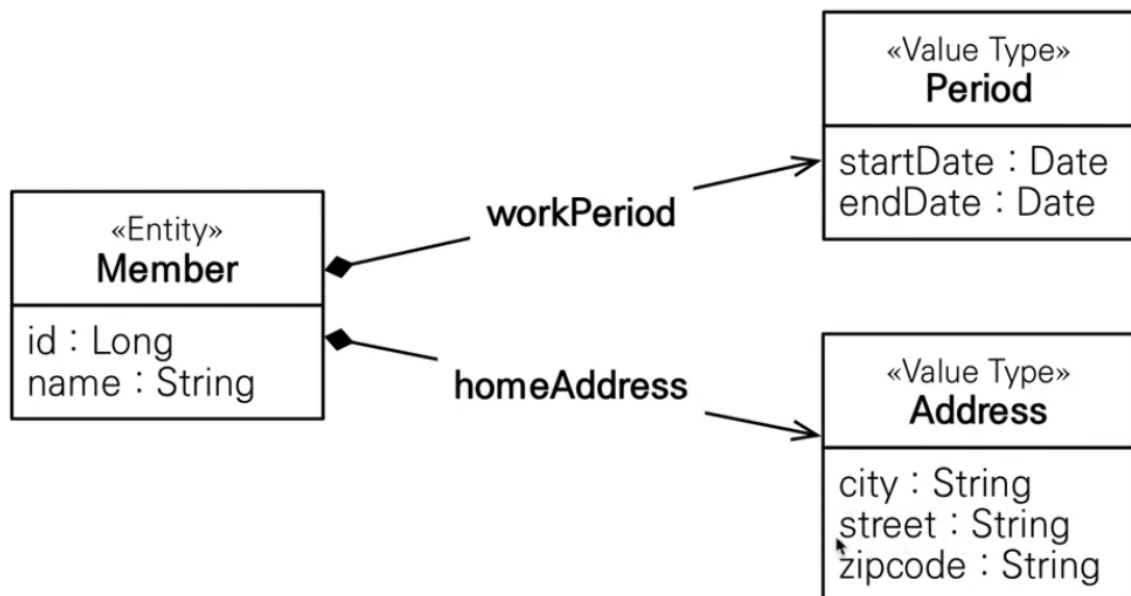 «Entity»
Member
id : Long
name : String
workPeriod
homeAddress
«Value Type»
Period
startDate : Date
endDate : Date
«Value Type»
Address
city : String
street : String
zipcode : String